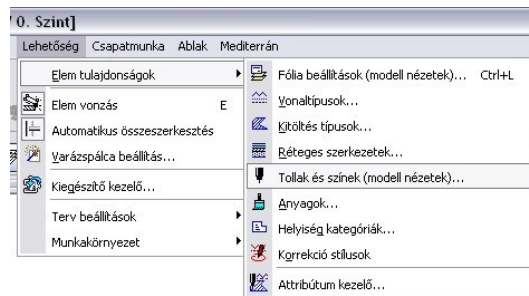 0. Szint]
Lehetőség Csapatmunka Ablak Mediterrán
Elem tulajdonságok
Elem vonzás E
Automatikus összeszerkesztés
Varázspálca beállítás...
Kiegészítő kezelő...
Terv beállítások
Munkakörnyezet
Fólia beállítások (modell nézetek)... Ctrl+L
Vonaltípusok...
Kitöltés típusok...
Réteges szerkezetek...
Tollak és színek (modell nézetek)...
Anyagok...
Helyiség kategóriák...
Korrekció stílusok
Attribútum kezelő...